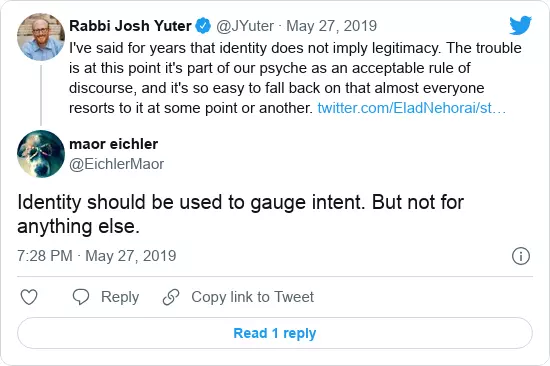 Rabbi Josh Yuter @JYuter · May 27, 2019
I've said for years that identity does not imply legitimacy. The trouble
is at this point it's part of our psyche as an acceptable rule of
discourse, and it's so easy to fall back on that almost everyone
resorts to it at some point or another. twitter.com/EladNehorai/st…
maor eichler
@EichlerMaor
Identity should be used to gauge intent. But not for
anything else.
7:28 PM · May 27, 2019
Reply Copy link to Tweet
Read 1 reply